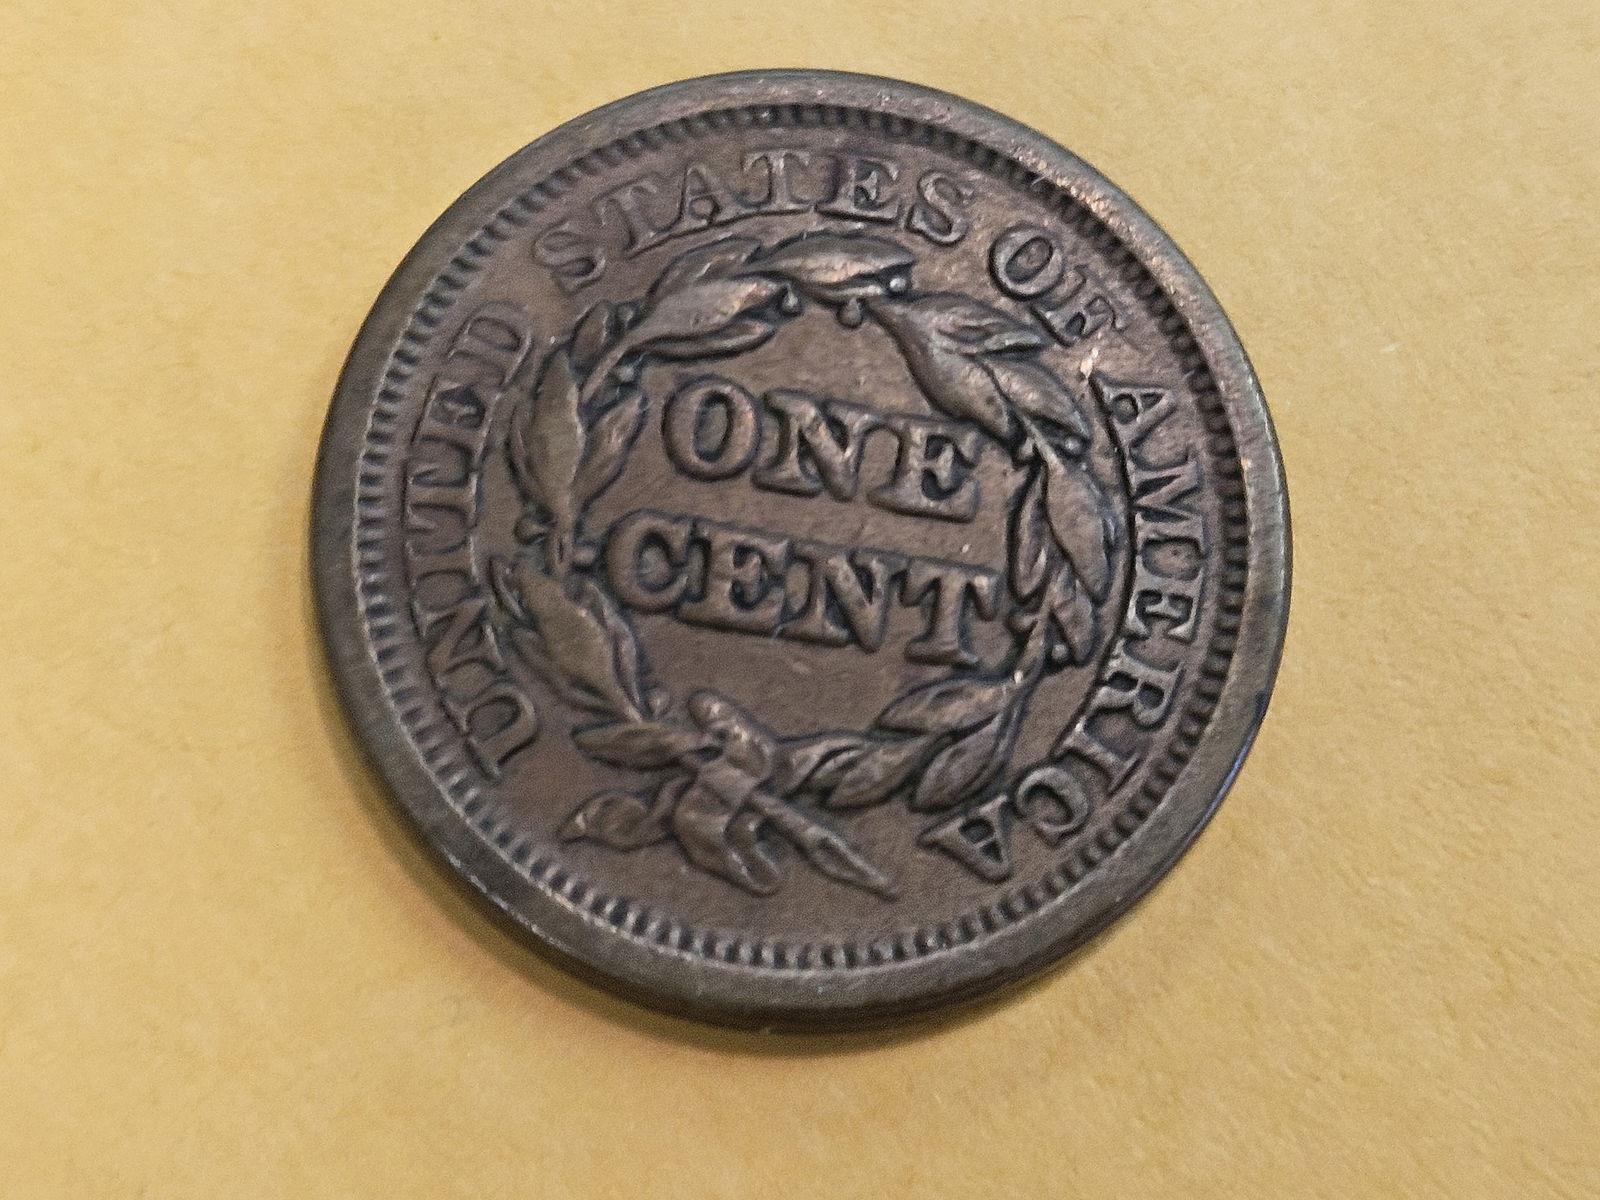 UNITED STATES OF AMERICA
ONE
CENT